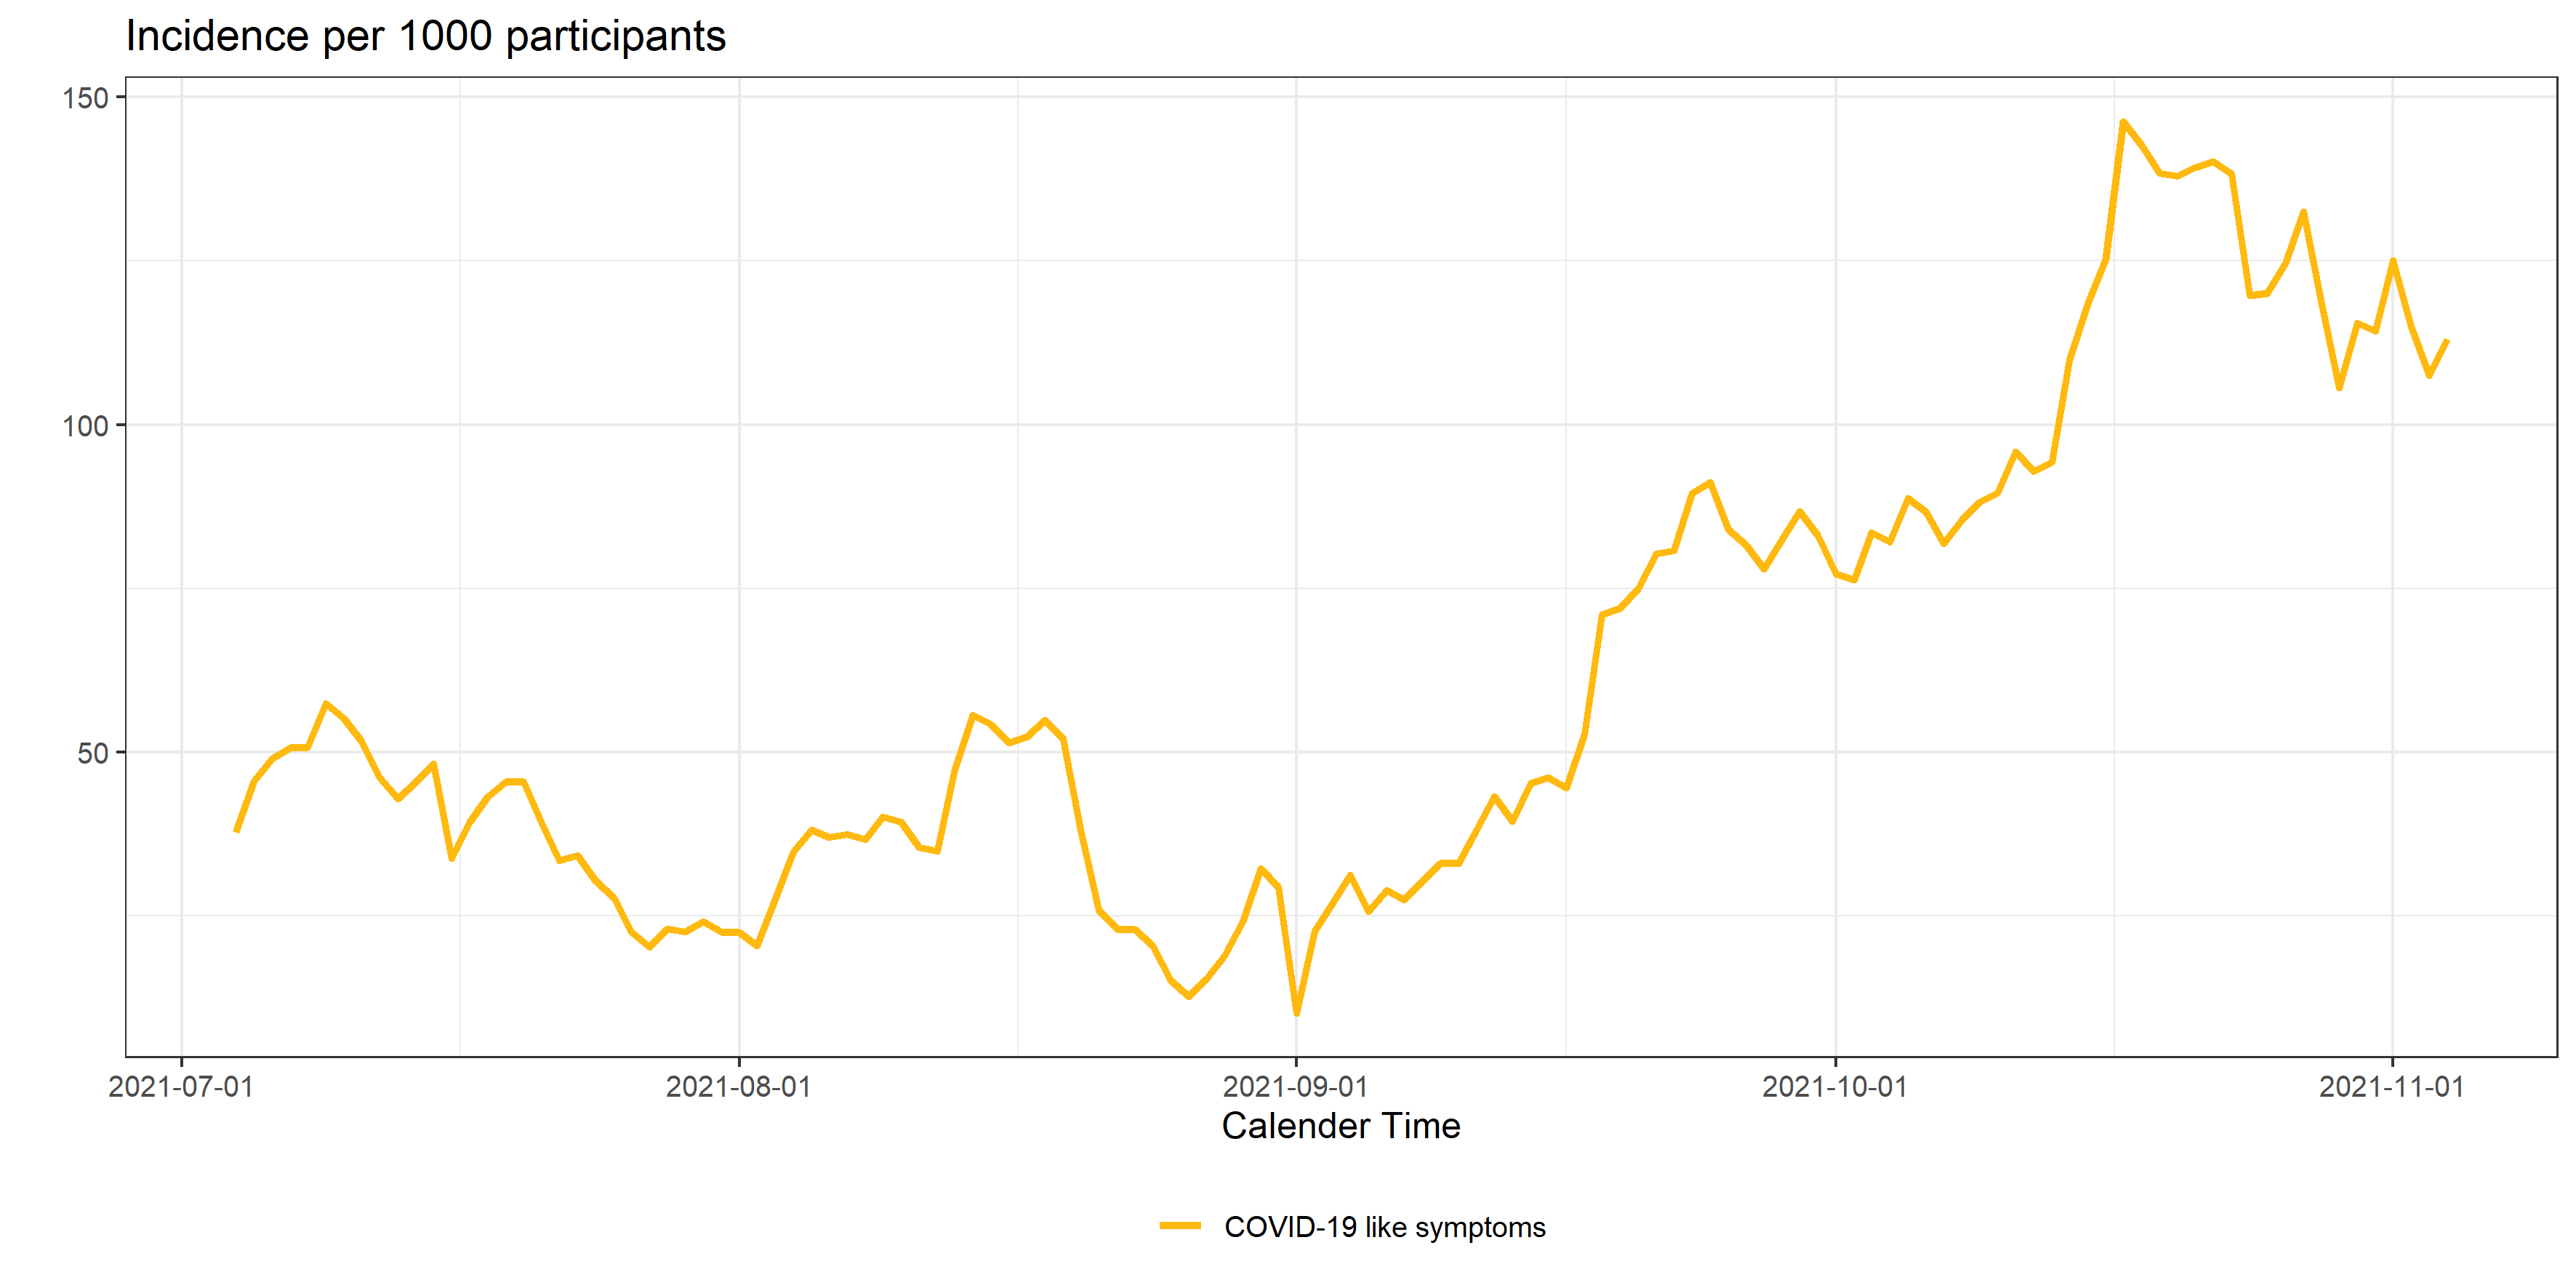 Incidence per 1000 participants
150
100
50
2021-07-01 2021-08-01 2021-09-01 2021-10-01 2021-11-01
Calender Time
COVID-19 like symptoms